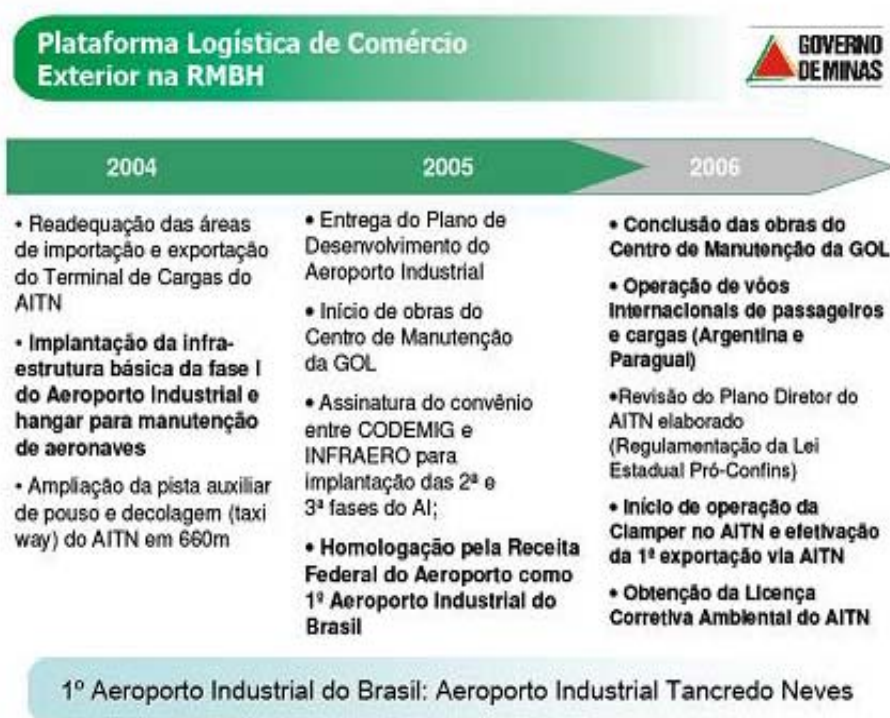 Plataforma Logística de Comércio
Exterior na RMBH
GOVERNO
DE MINAS
2004
2005
2006
• Readequação das áreas
de importação e exportação
do Terminal de Cargas do
AITN
• Implantação da infra-
estrutura básica da fase I
do Aeroporto Industrial e
hangar para manutenção
de aeronaves
• Ampliação da pista auxiliar
de pouso e decolagem (taxi
way) do AITN em 660m
• Entrega do Plano de
Desenvolvimento do
Aeroporto Industrial
• Início de obras do
Centro de Manutenção
da GOL
• Assinatura do convênio
entre CODEMIG e
INFRAERO para
implantação das 2ª e
3ª fases do AI;
• Homologação pela Receita
Federal do Aeroporto como
1º Aeroporto Industrial do
Brasil
• Conclusão das obras do
Centro de Manutenção da GOL
• Operação de vôos
Internacionais de passageiros
e cargas (Argentina e
Paraguai)
•Revisão do Plano Diretor do
AITN elaborado
(Regulamentação da Lei
Estadual Pró-Confins)
• Início de operação da
Clamper no AITN e efetivação
da 1ª exportação via AITN
• Obtenção da Licença
Corretiva Ambiental do AITN
1º Aeroporto Industrial do Brasil: Aeroporto Industrial Tancredo Neves